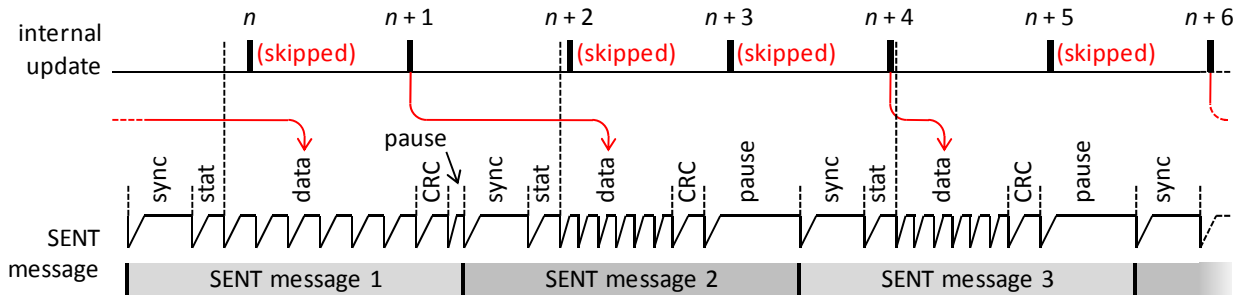 n n + 1 n + 2 n + 3 n + 4 n + 5 n + 6
internal
update
(skipped) (skipped) (skipped) (skipped)
pause
sync stat data CRC sync stat data CRC pause sync stat data CRC pause sync
SENT
message
SENT message 1 SENT message 2 SENT message 3